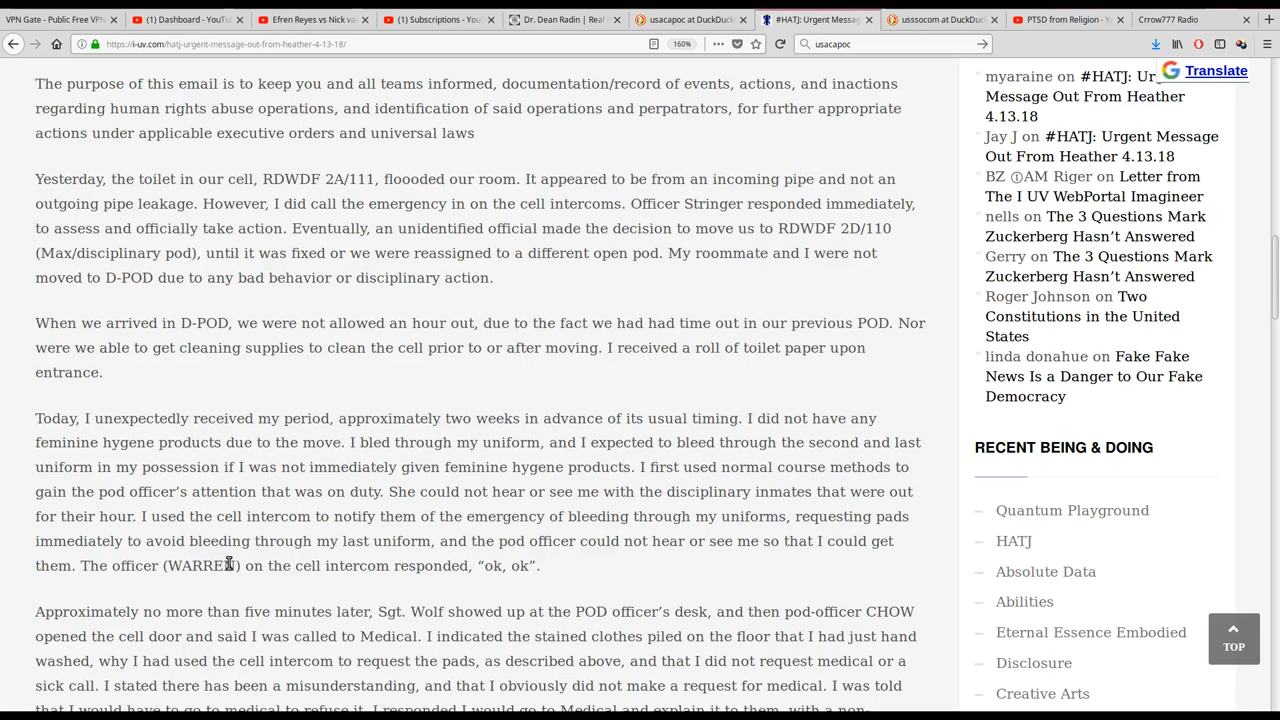 VPN Gate - Public Free VPN
(1) Dashboard - YouTu
Efren Reyes vs Nick va
(1) Subscriptions - You
Dr. Dean Radin | Real
usacapoc at DuckDuck
#HATJ: Urgent Messag
usssocom at DuckDu
PTSD from Religion - Y
Crrow777 Radio
https://i-uv.com/hatj-urgent-message-out-from-heather-4-13-18/
160%
usacapoc
Translate
The purpose of this email is to keep you and all teams informed, documentation/record of events, actions, and inactions
regarding human rights abuse operations, and identification of said operations and perpatrators, for further appropriate
actions under applicable executive orders and universal laws
Yesterday, the toilet in our cell, RDWDF 2A/111, floooded our room. It appeared to be from an incoming pipe and not an
outgoing pipe leakage. However, I did call the emergency in on the cell intercoms. Officer Stringer responded immediately,
to assess and officially take action. Eventually, an unidentified official made the decision to move us to RDWDF 2D/110
(Max/disciplinary pod), until it was fixed or we were reassigned to a different open pod. My roommate and I were not
moved to D-POD due to any bad behavior or disciplinary action.
When we arrived in D-POD, we were not allowed an hour out, due to the fact we had had time out in our previous POD. Nor
were we able to get cleaning supplies to clean the cell prior to or after moving. I received a roll of toilet paper upon
entrance.
Today, I unexpectedly received my period, approximately two weeks in advance of its usual timing. I did not have any
feminine hygene products due to the move. I bled through my uniform, and I expected to bleed through the second and last
uniform in my possession if I was not immediately given feminine hygene products. I first used normal course methods to
gain the pod officer’s attention that was on duty. She could not hear or see me with the disciplinary inmates that were out
for their hour. I used the cell intercom to notify them of the emergency of bleeding through my uniforms, requesting pads
immediately to avoid bleeding through my last uniform, and the pod officer could not hear or see me so that I could get
them. The officer (WARREN) on the cell intercom responded, “ok, ok”.
Approximately no more than five minutes later, Sgt. Wolf showed up at the POD officer’s desk, and then pod-officer CHOW
opened the cell door and said I was called to Medical. I indicated the stained clothes piled on the floor that I had just hand
washed, why I had used the cell intercom to request the pads, as described above, and that I did not request medical or a
sick call. I stated there has been a misunderstanding, and that I obviously did not make a request for medical. I was told
that I would have to go to medical to refuse it. I responded I would go to Medical and explain it to them, with a non-
myaraine on #HATJ: Ur
Message Out From Heather
4.13.18
Jay J on #HATJ: Urgent Message
Out From Heather 4.13.18
BZ ⓘAM Riger on Letter from
The I UV WebPortal Imagineer
nells on The 3 Questions Mark
Zuckerberg Hasn’t Answered
Gerry on The 3 Questions Mark
Zuckerberg Hasn’t Answered
Roger Johnson on Two
Constitutions in the United
States
linda donahue on Fake Fake
News Is a Danger to Our Fake
Democracy
RECENT BEING & DOING
Quantum Playground
HATJ
Absolute Data
Abilities
Eternal Essence Embodied
Disclosure
Creative Arts
TOP